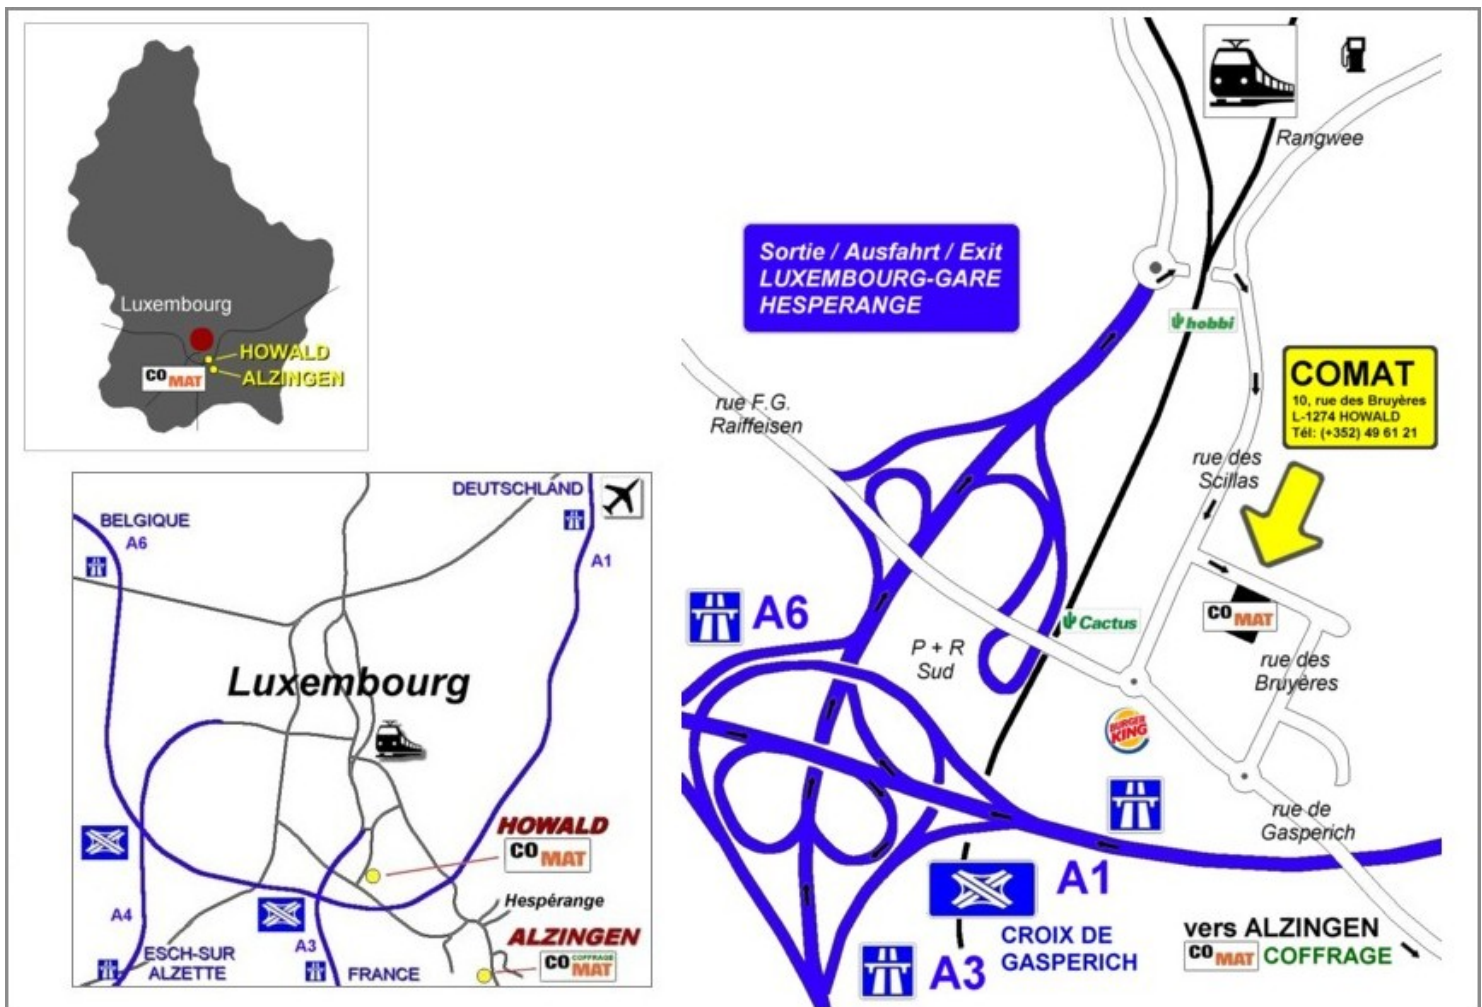 Luxembourg
HOWALD
ALZINGEN
CO MAT
BELGIQUE
A6
DEUTSCHLAND
A1
Luxembourg
HOWALD
CO MAT
Hespérange
ALZINGEN
CO COFFRAGE MAT
A4
ESCH-SUR
ALZETTE
A3
FRANCE
Rangwee
Sortie / Ausfahrt / Exit
LUXEMBOURG-GARE
HESPERANGE
hobbi
COMAT
10, rue des Bruyères
L-1274 HOWALD
Tél: (+352) 49 61 21
rue F.G.
Raiffeisen
rue des
Scillas
A6
Cactus
CO MAT
P + R
Sud
rue des
Bruyères
BURGER
KING
rue de
Gasperich
A1
CROIX DE
GASPERICH
A3
vers ALZINGEN
CO MAT COFFRAGE